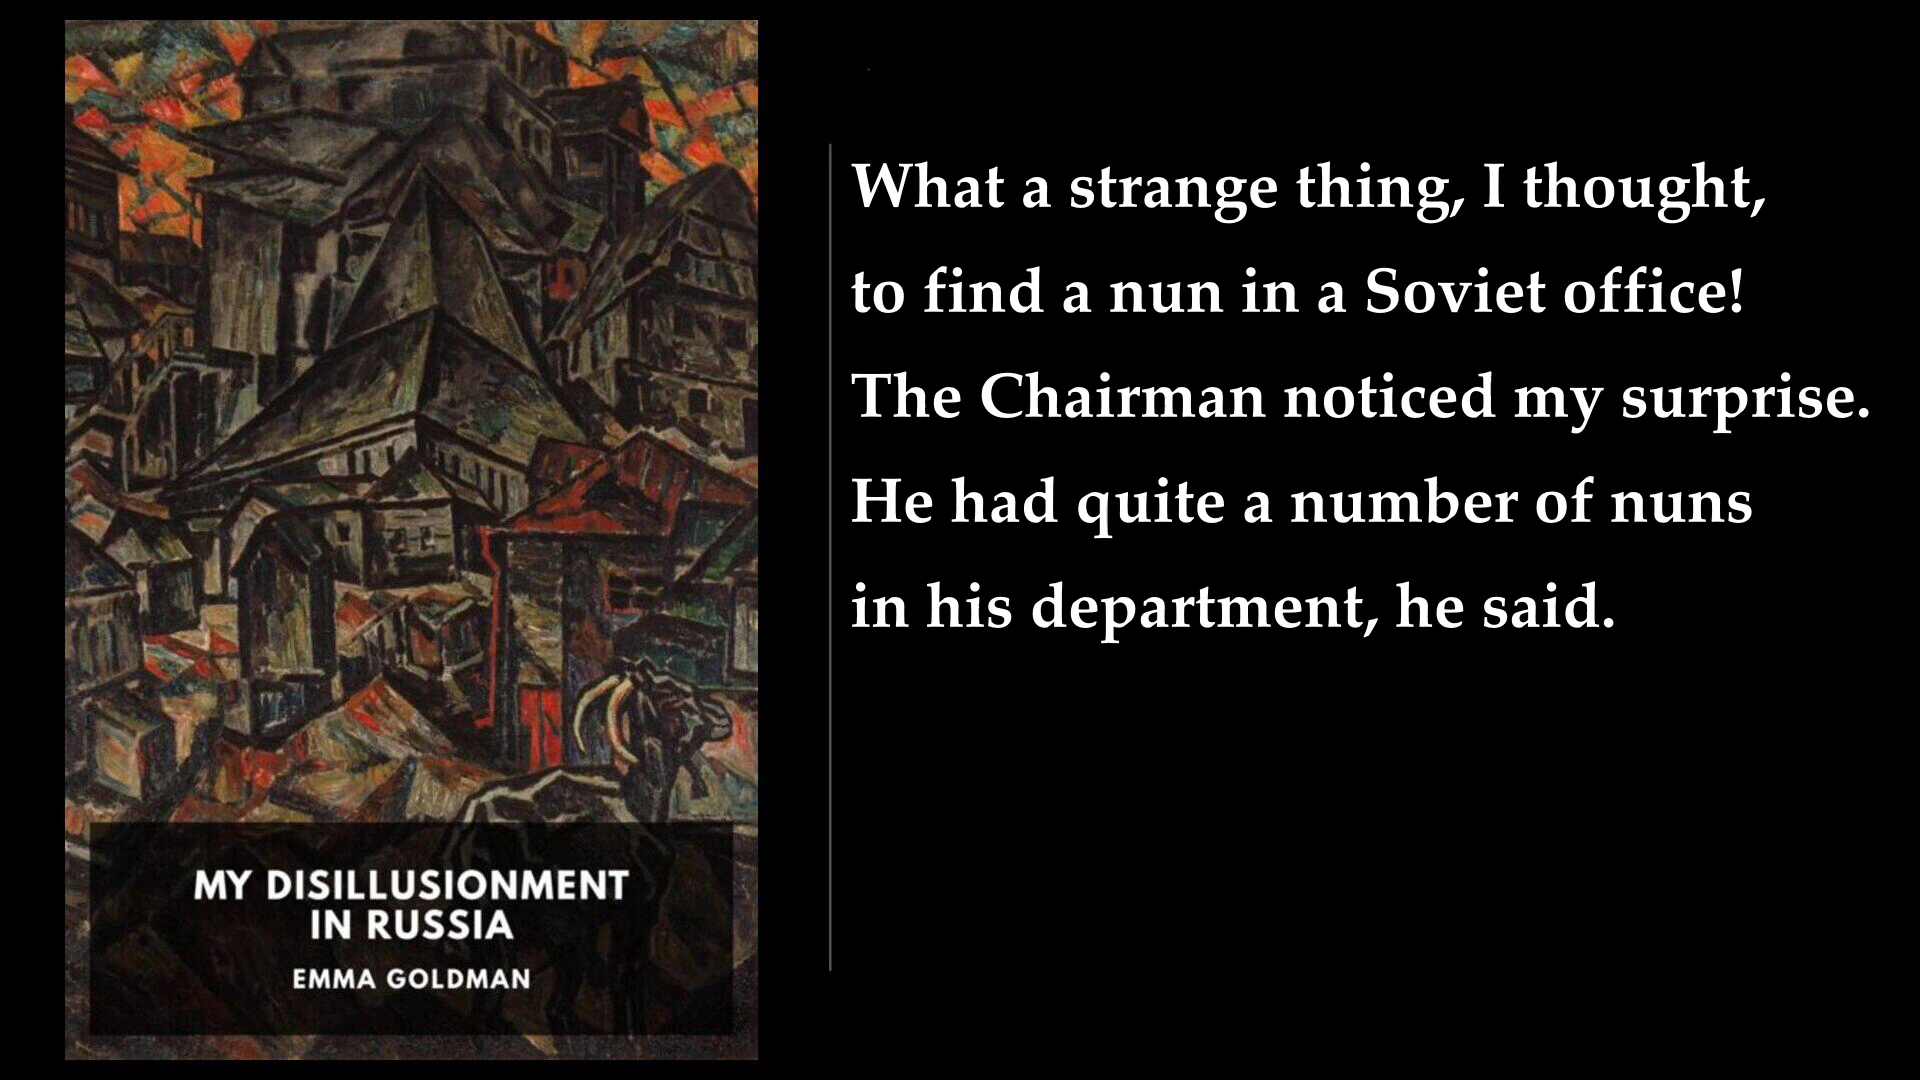 What a strange thing, I thought,
to find a nun in a Soviet office!
The Chairman noticed my surprise.
He had quite a number of nuns
in his department, he said.
MY DISILLUSIONMENT
IN RUSSIA
EMMA GOLDMAN